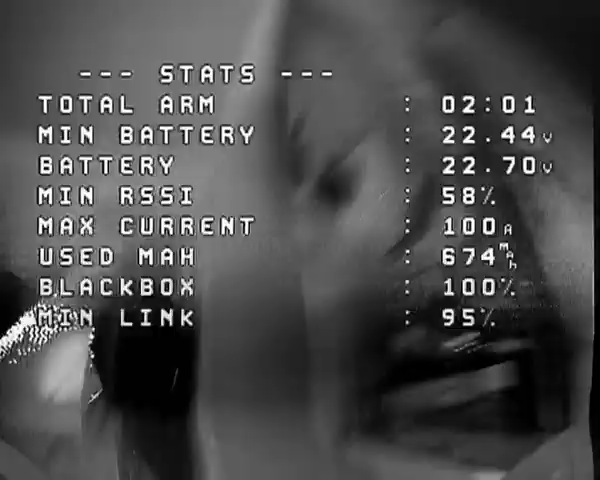 --- STATS ---
TOTAL ARM : 02:01
MIN BATTERY : 22.44V
BATTERY : 22.70V
MIN RSSI : 58%
MAX CURRENT : 100A
USED MAH : 674mAh
BLACKBOX : 100%
MIN LINK : 95%